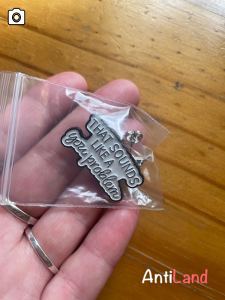 THAT SOUNDS
LIKE A
you problem
AntiLand